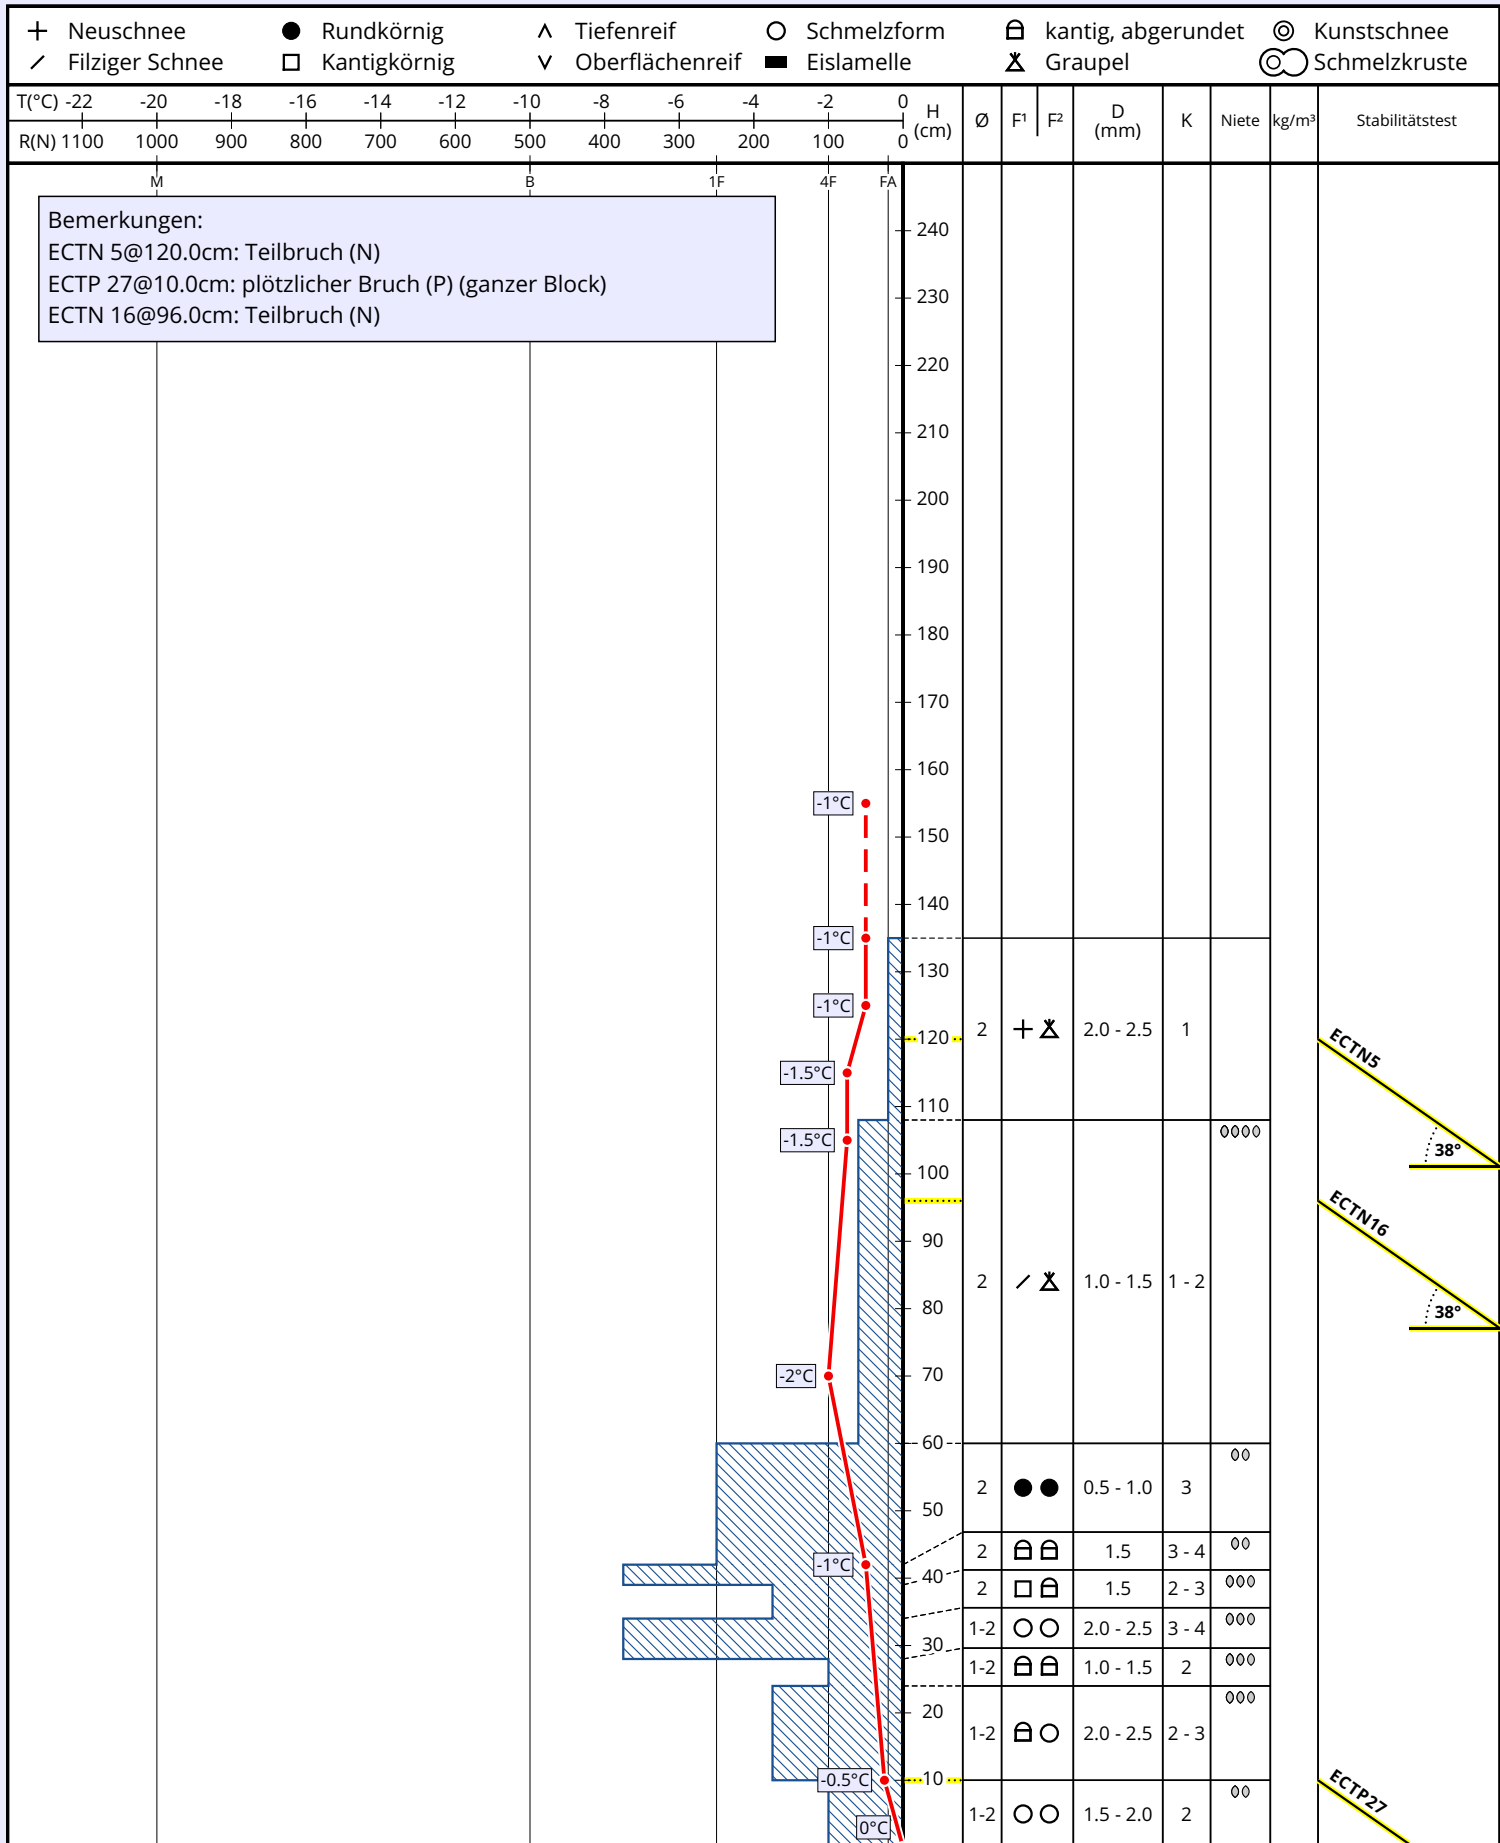 Neuschnee Rundkörnig Tiefenreif Schmelzform kantig, abgerundet Kunstschnee
Filziger Schnee Kantigkörnig Oberflächenreif Eislamelle Graupel Schmelzkruste
T(°C) -22 -20 -18 -16 -14 -12 -10 -8 -6 -4 -2 0
R(N) 1100 1000 900 800 700 600 500 400 300 200 100 0
H (cm) Ø F¹ F² D (mm) K Niete kg/m³ Stabilitätstest
M B 1F 4F FA
Bemerkungen:
ECTN 5@120.0cm: Teilbruch (N)
ECTP 27@10.0cm: plötzlicher Bruch (P) (ganzer Block)
ECTN 16@96.0cm: Teilbruch (N)
240
230
220
210
200
190
180
170
160
-1°C
150
140
-1°C
130
-1°C
2 2.0 - 2.5 1
120
ECTN5
-1.5°C
110
-1.5°C
38°
100
ECTN16
90
2 1.0 - 1.5 1 - 2
80
38°
-2°C 70
60
2 0.5 - 1.0 3
50
2 1.5 3 - 4
-1°C
40
2 1.5 2 - 3
1-2 2.0 - 2.5 3 - 4
30
1-2 1.0 - 1.5 2
20
1-2 2.0 - 2.5 2 - 3
-0.5°C 10
ECTP27
1-2 1.5 - 2.0 2
0°C